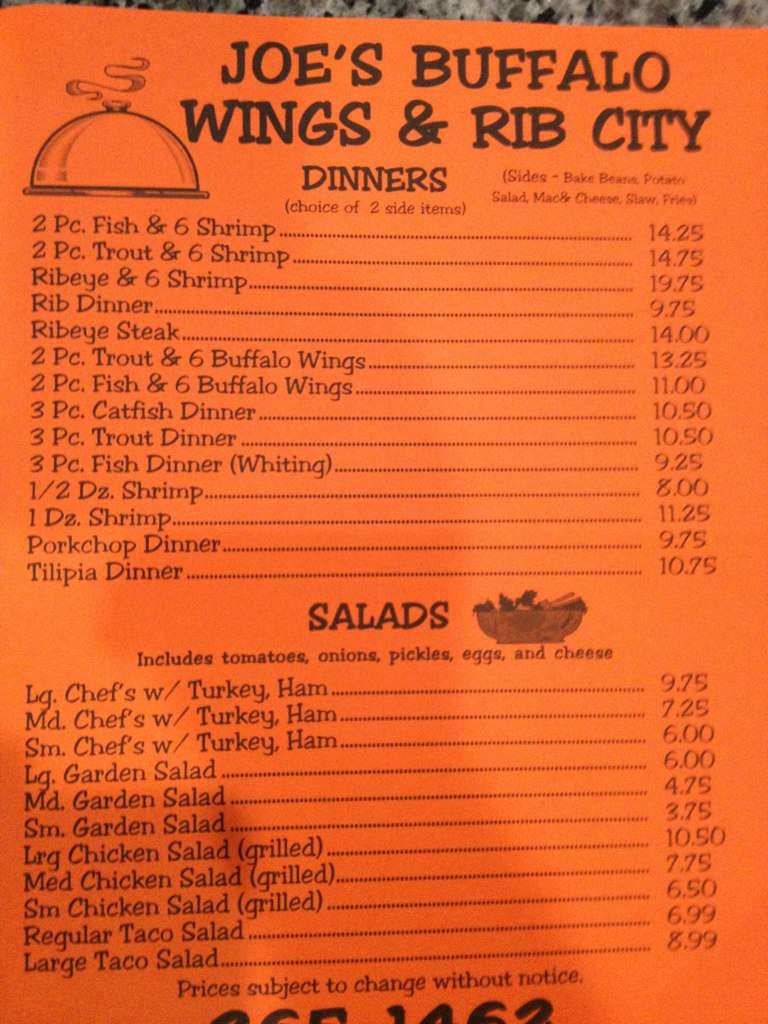 JOE'S BUFFALO
WINGS & RIB CITY
DINNERS
(choice of 2 side items)
(Sides - Bake Beans, Potato
Salad, Mac& Cheese, Slaw, Fries)
2 Pc. Fish & 6 Shrimp 14.25
2 Pc. Trout & 6 Shrimp 14.75
Ribeye & 6 Shrimp 19.75
Rib Dinner 9.75
Ribeye Steak 14.00
2 Pc. Trout & 6 Buffalo Wings 13.25
2 Pc. Fish & 6 Buffalo Wings 11.00
3 Pc. Catfish Dinner 10.50
3 Pc. Trout Dinner 10.50
3 Pc. Fish Dinner (Whiting) 9.25
1/2 Dz. Shrimp 8.00
1 Dz. Shrimp 11.25
Porkchop Dinner 9.75
Tilipia Dinner 10.75
SALADS
Includes tomatoes, onions, pickles, eggs, and cheese
Lg. Chef's w/ Turkey, Ham 9.75
Md. Chef's w/ Turkey, Ham 7.25
Sm. Chef's w/ Turkey, Ham 6.00
Lg. Garden Salad 6.00
Md. Garden Salad 4.75
Sm. Garden Salad 3.75
Lrg Chicken Salad (grilled) 10.50
Med Chicken Salad (grilled) 7.75
Sm Chicken Salad (grilled) 6.50
Regular Taco Salad 6.99
Large Taco Salad 8.99
Prices subject to change without notice.